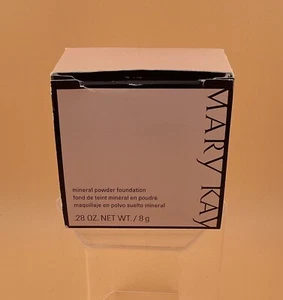 MARY KAY
mineral powder foundation
fond de teint minéral en poudre
maquillaje en polvo suelto mineral
.28 OZ. NET WT. / 8 g